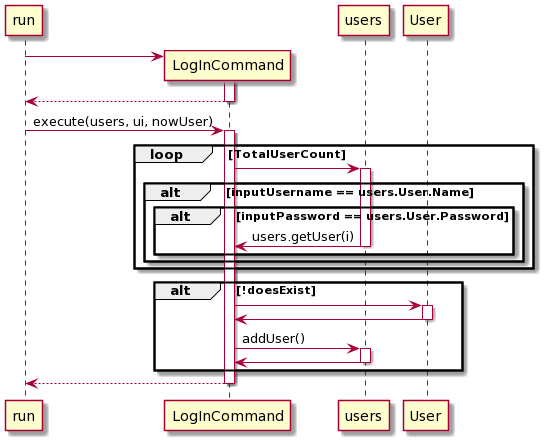 run
users
User
LogInCommand
execute(users, ui, nowUser)
loop
[TotalUserCount]
alt
[inputUsername == users.User.Name]
alt
[inputPassword == users.User.Password]
users.getUser(i)
alt
[!doesExist]
addUser()
run
LogInCommand
users
User